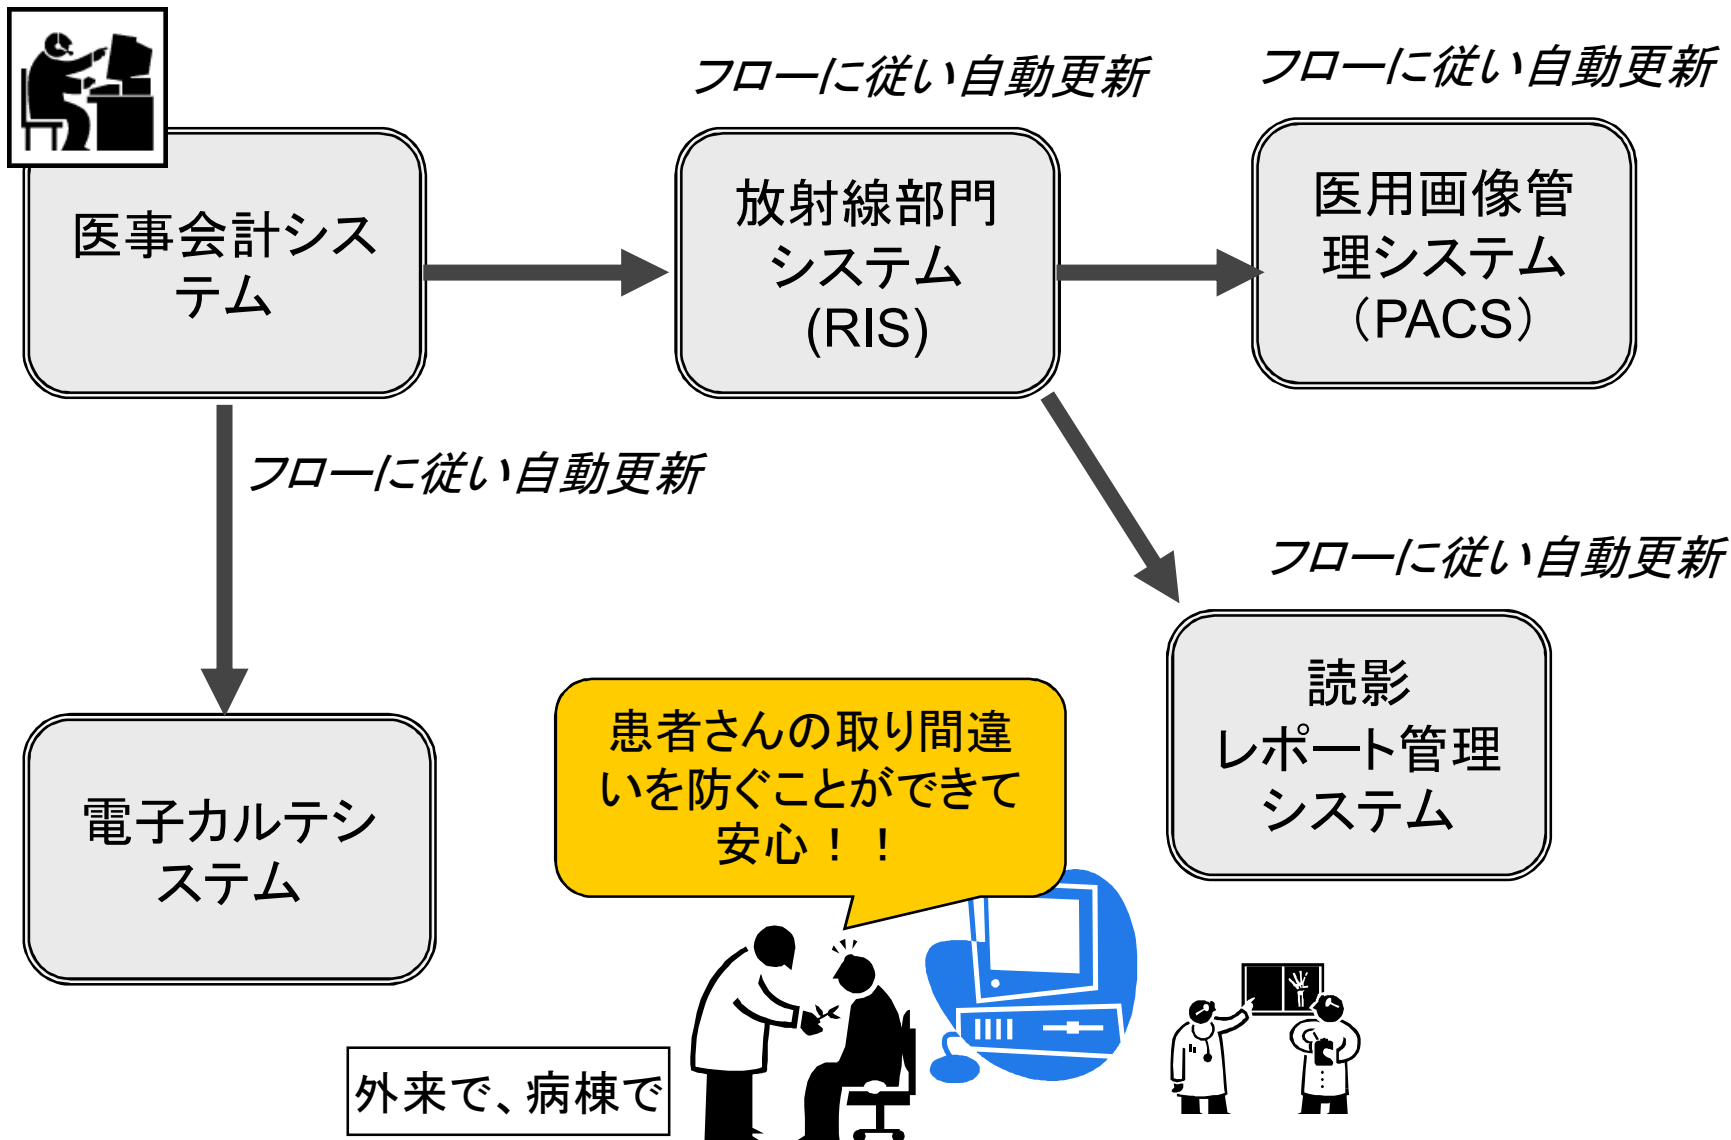 フローに従い自動更新
フローに従い自動更新
医事会計シス
テム
放射線部門
システム
(RIS)
医用画像管
理システム
（PACS）
フローに従い自動更新
フローに従い自動更新
読影
レポート管理
システム
患者さんの取り間違
いを防ぐことができて
安心！！
電子カルテシ
ステム
外来で、病棟で